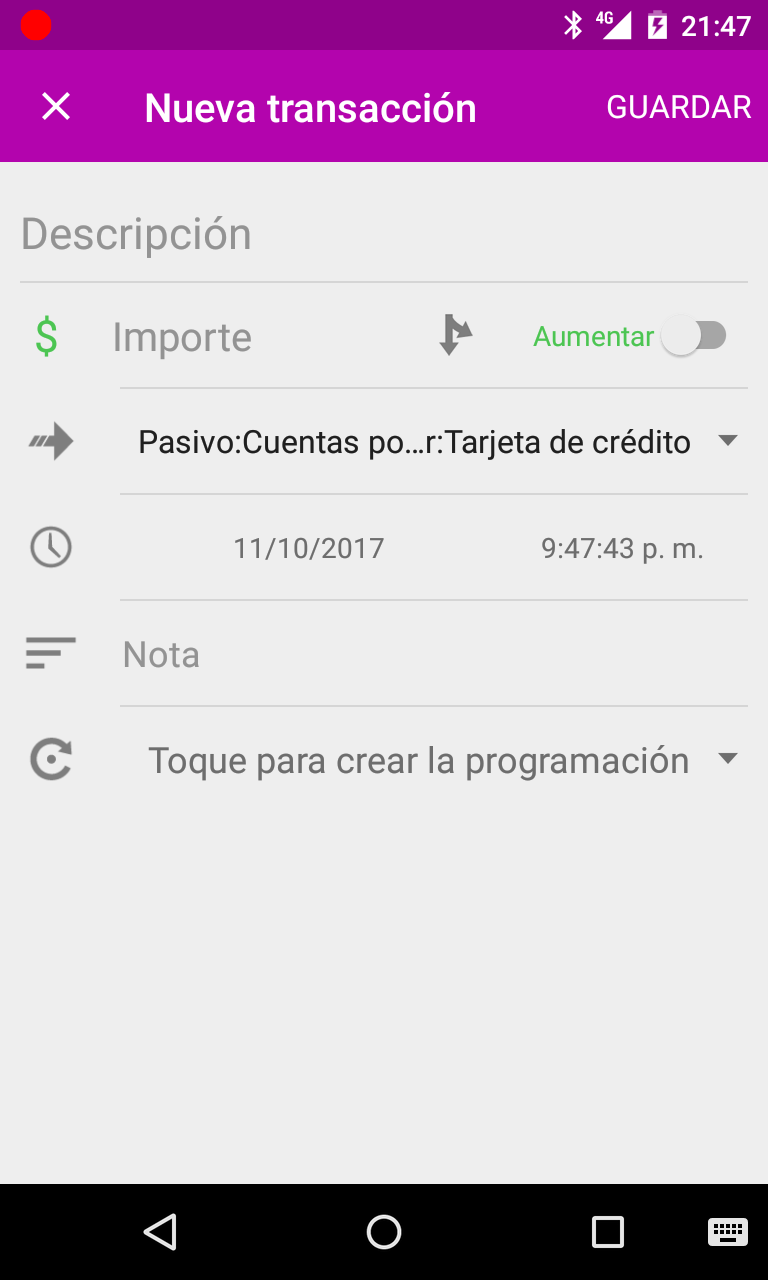 4G 21:47
Nueva transacción GUARDAR
Descripción
$ Importe Aumentar
Pasivo:Cuentas po...r:Tarjeta de crédito
11/10/2017 9:47:43 p. m.
Nota
Toque para crear la programación